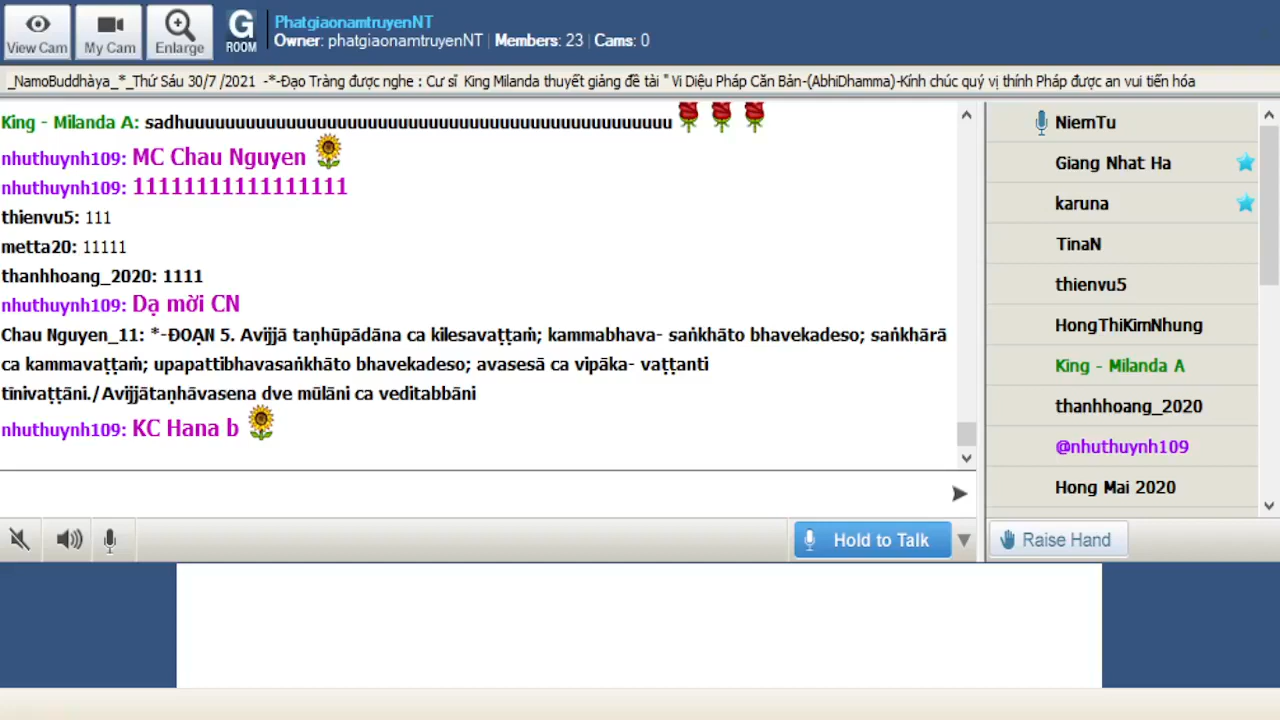 View Cam
My Cam
Enlarge
G
ROOM
PhatgiaonamtruyenNT
Owner: phatgiaonamtruyenNT | Members: 23 | Cams: 0
_NamoBuddhàya_*_Thứ Sáu 30/7 /2021 -*-Đạo Tràng được nghe : Cư sĩ King Milanda thuyết giảng đề tài " Vi Diệu Pháp Căn Bản-(AbhiDhamma)-Kính chúc quý vị thính Pháp được an vui tiến hóa
King - Milanda A: sadhuuuuuuuuuuuuuuuuuuuuuuuuuuuuuuuuuuuuuuuuuuuuu
nhuthuynh109: MC Chau Nguyen
nhuthuynh109: 11111111111111111
thienvu5: 111
metta20: 11111
thanhhoang_2020: 1111
nhuthuynh109: Dạ mời CN
Chau Nguyen_11: *-ĐOẠN 5. Avijjā taṇhūpādāna ca kilesavaṭṭaṁ; kammabhava- saṅkhāto bhavekadeso; saṅkhārā
ca kammavaṭṭaṁ; upapattibhavasaṅkhāto bhavekadeso; avasesā ca vipāka- vaṭṭanti
tīnivaṭṭāni./Avijjātaṇhāvasena dve mūlāni ca veditabbāni
nhuthuynh109: KC Hana b
NiemTu
Giang Nhat Ha
karuna
TinaN
thienvu5
HongThiKimNhung
King - Milanda A
thanhhoang_2020
@nhuthuynh109
Hong Mai 2020
Hold to Talk
Raise Hand